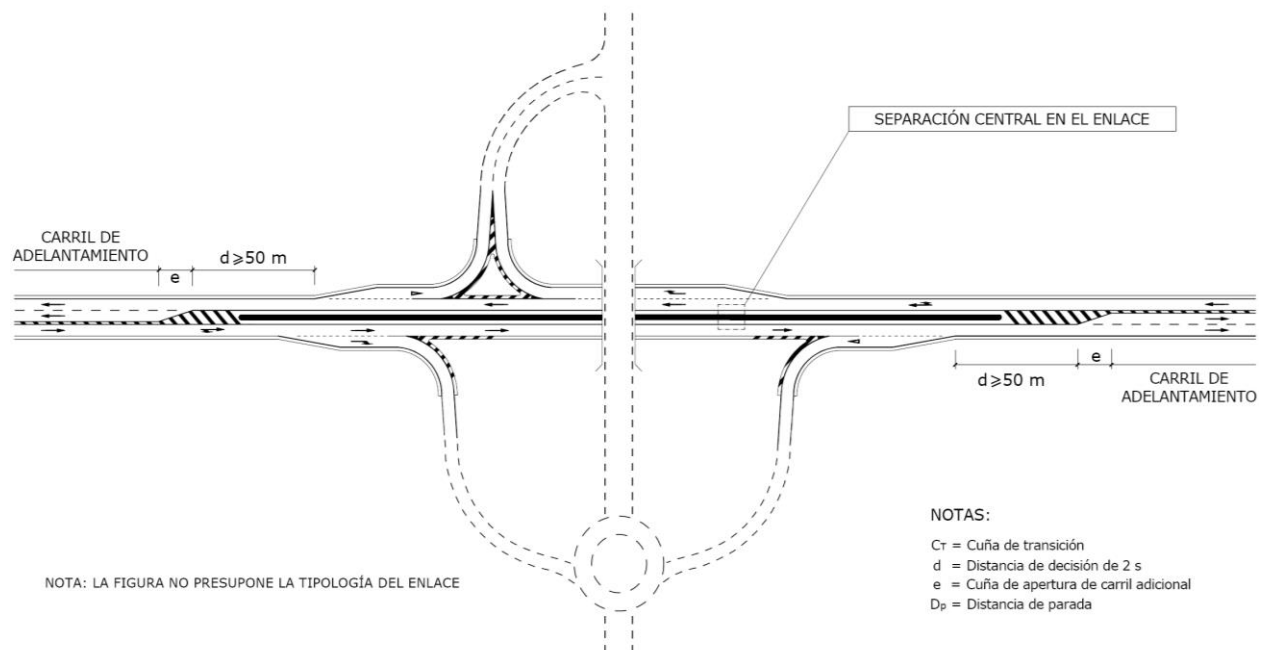 SEPARACIÓN CENTRAL EN EL ENLACE
CARRIL DE
ADELANTAMIENTO
e
d⩾50 m
d⩾50 m
e
CARRIL DE
ADELANTAMIENTO
NOTA: LA FIGURA NO PRESUPONE LA TIPOLOGÍA DEL ENLACE
NOTAS:
CT = Cuña de transición
d = Distancia de decisión de 2 s
e = Cuña de apertura de carril adicional
Dp = Distancia de parada